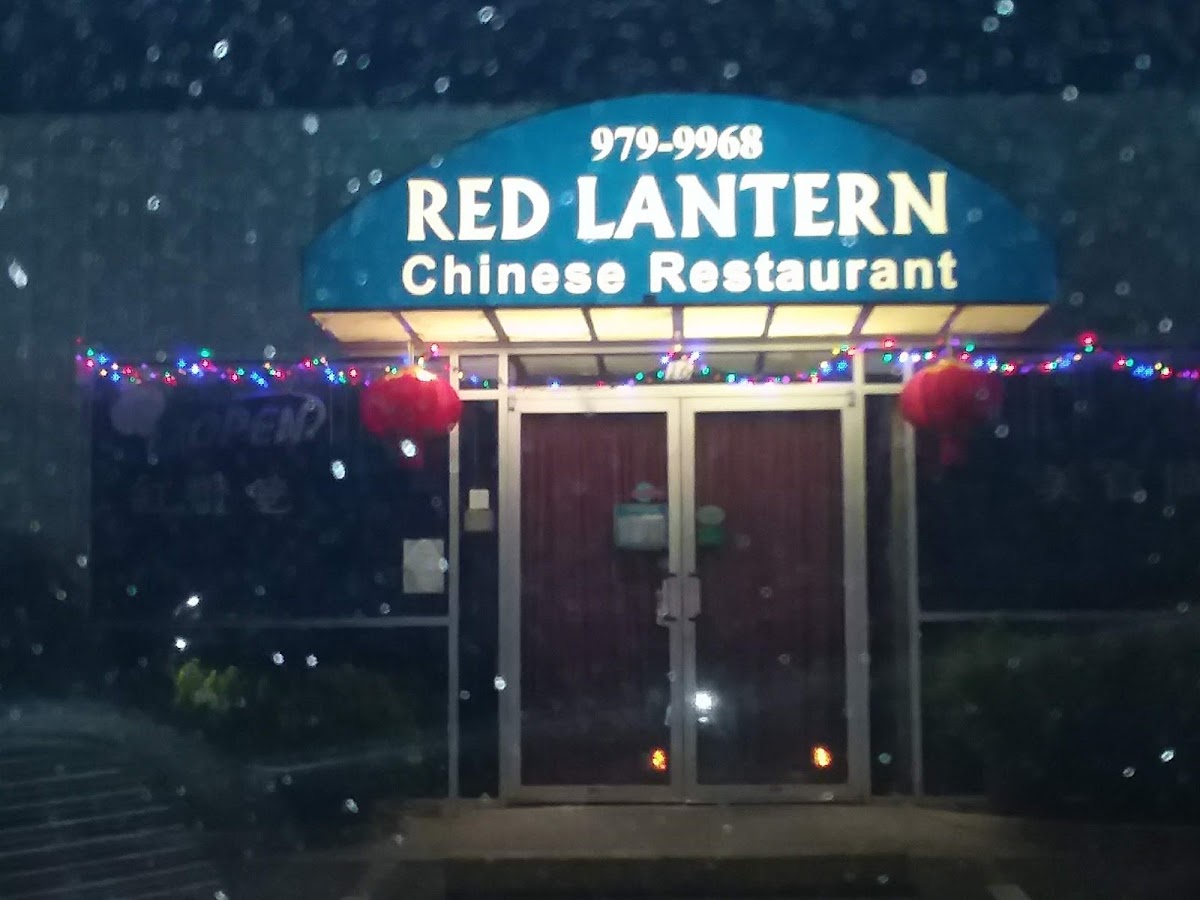 979-9968
RED LANTERN
Chinese Restaurant
OPEN